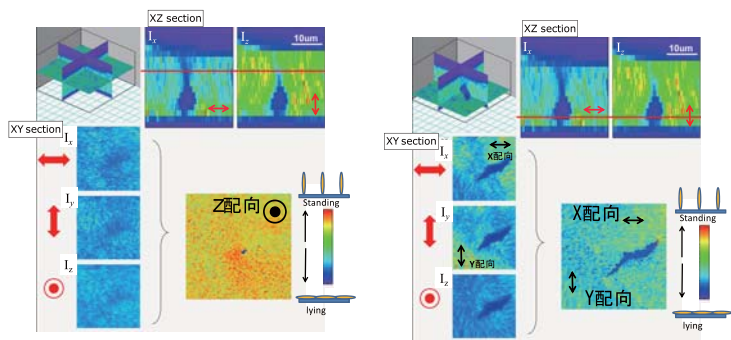 XZ section
Ix
Iz
10um
XY section
Ix
Iy
Iz
Z配向
Standing
lying
XZ section
Ix
Iz
10um
XY section
Ix
X配向
Iy
Y配向
Iz
X配向
Y配向
Standing
lying